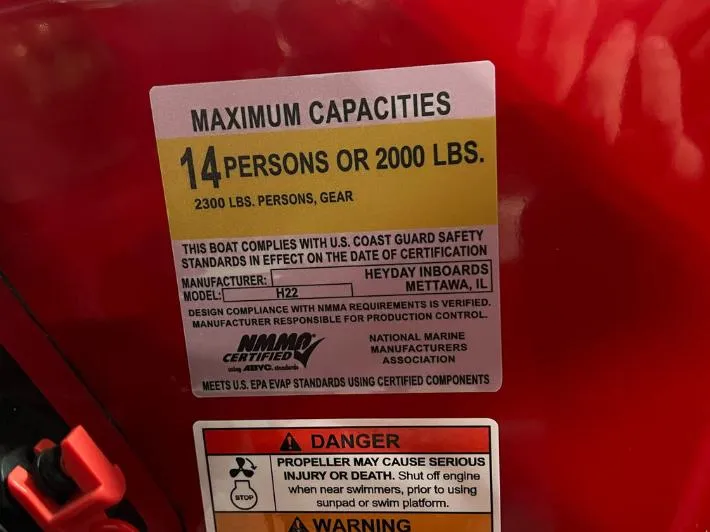 MAXIMUM CAPACITIES
14 PERSONS OR 2000 LBS.
2300 LBS. PERSONS, GEAR
THIS BOAT COMPLIES WITH U.S. COAST GUARD SAFETY
STANDARDS IN EFFECT ON THE DATE OF CERTIFICATION
MANUFACTURER: HEYDAY INBOARDS
METTAWA, IL
MODEL: H22
DESIGN COMPLIANCE WITH NMMA REQUIREMENTS IS VERIFIED.
MANUFACTURER RESPONSIBLE FOR PRODUCTION CONTROL.
NMMA
CERTIFIED
using ABYC. standards
NATIONAL MARINE
MANUFACTURERS
ASSOCIATION
MEETS U.S. EPA EVAP STANDARDS USING CERTIFIED COMPONENTS
DANGER
STOP
PROPELLER MAY CAUSE SERIOUS
INJURY OR DEATH. Shut off engine
when near swimmers, prior to using
sunpad or swim platform.
WARNING